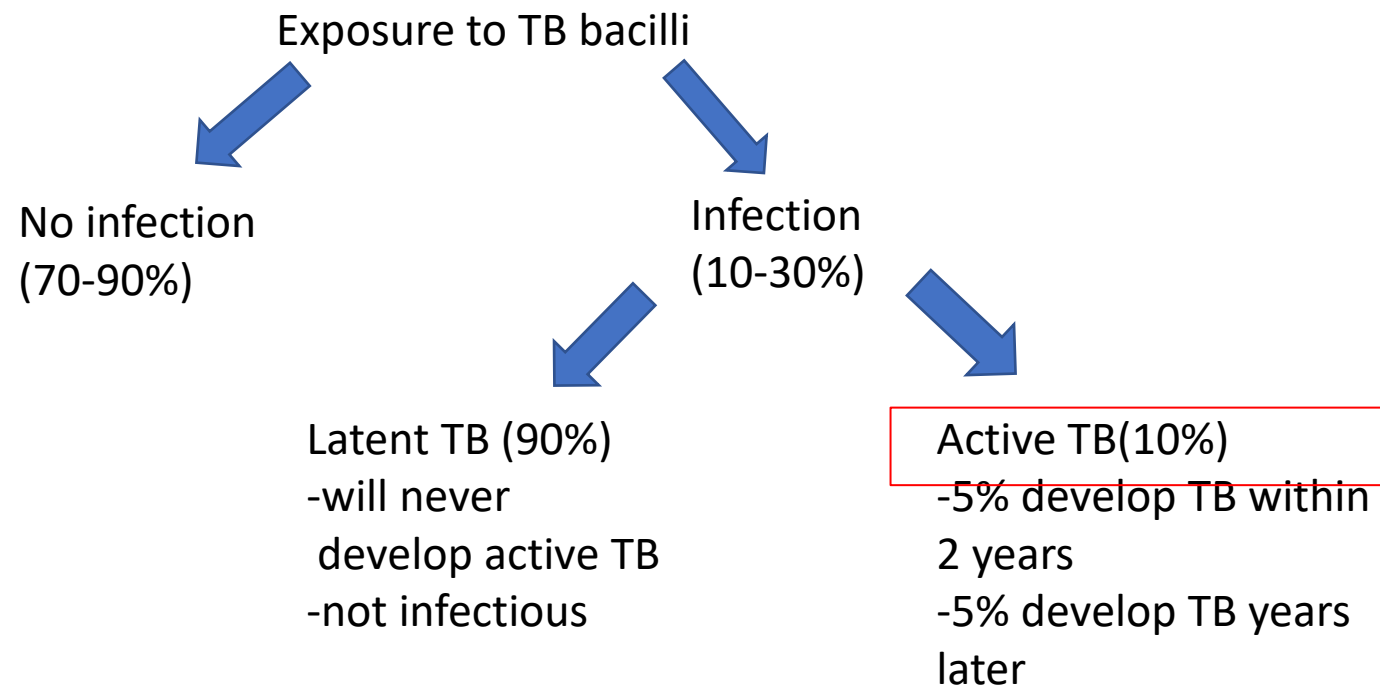 Exposure to TB bacilli
No infection
(70-90%)
Infection
(10-30%)
Latent TB (90%)
-will never
develop active TB
-not infectious
Active TB(10%)
-5% develop TB within
2 years
-5% develop TB years
later